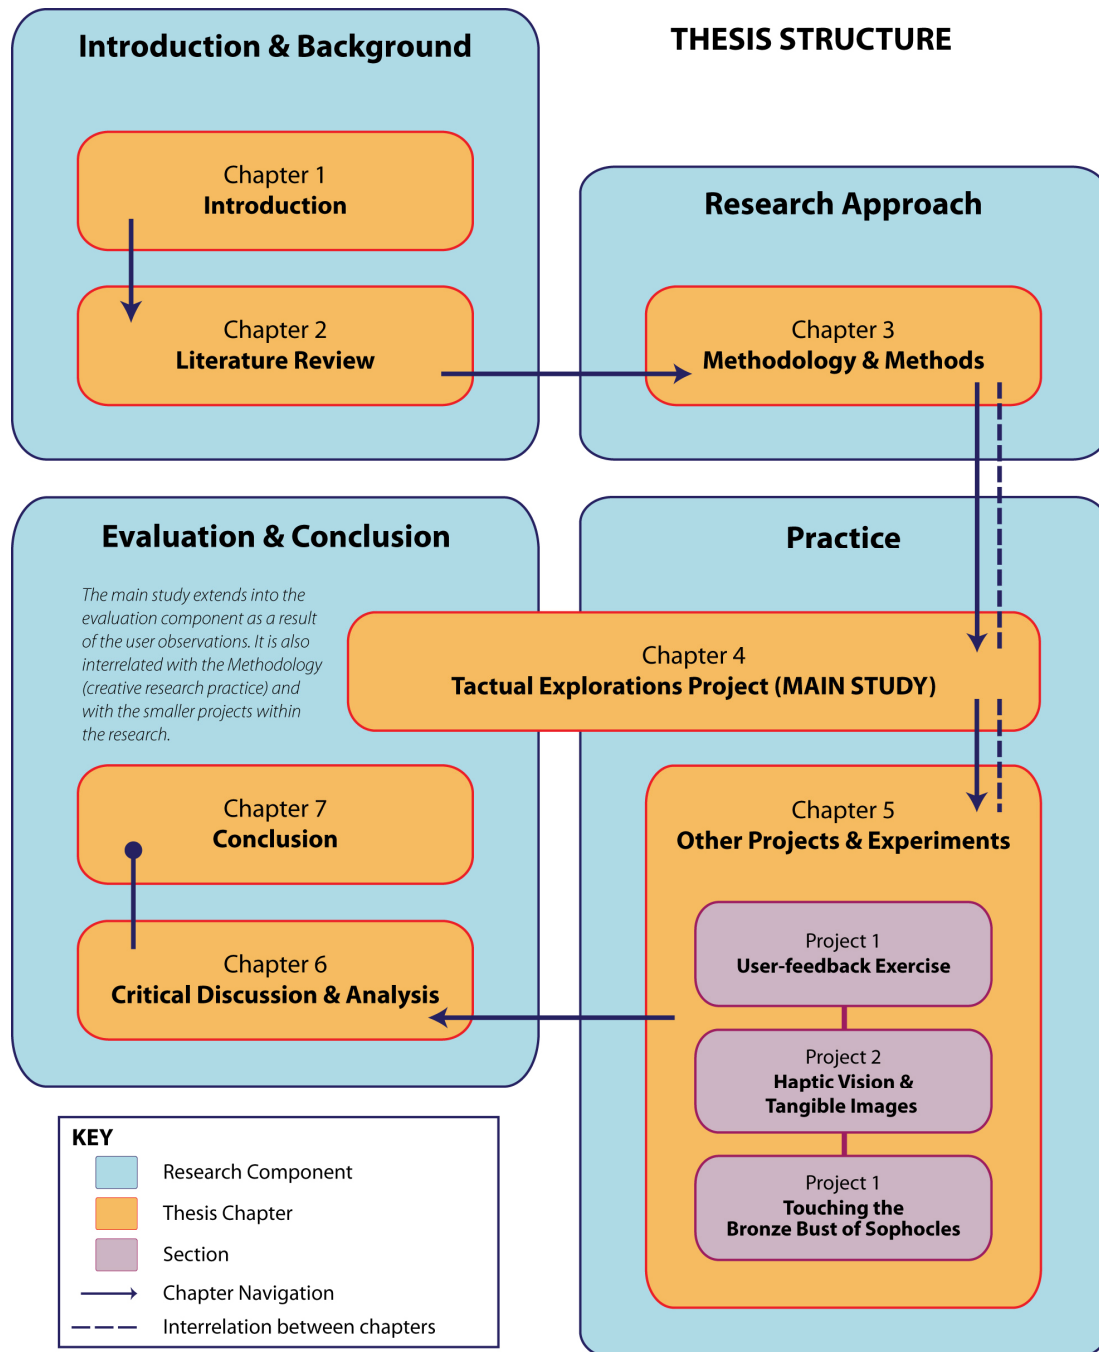 THESIS STRUCTURE
Introduction & Background
Chapter 1
Introduction
Chapter 2
Literature Review
Research Approach
Chapter 3
Methodology & Methods
Practice
Chapter 4
Tactual Explorations Project (MAIN STUDY)
Chapter 5
Other Projects & Experiments
Project 1
User-feedback Exercise
Project 2
Haptic Vision &
Tangible Images
Project 1
Touching the
Bronze Bust of Sophocles
Evaluation & Conclusion
The main study extends into the
evaluation component as a result
of the user observations. It is also
interrelated with the Methodology
(creative research practice) and
with the smaller projects within
the research.
Chapter 7
Conclusion
Chapter 6
Critical Discussion & Analysis
KEY
Research Component
Thesis Chapter
Section
Chapter Navigation
Interrelation between chapters